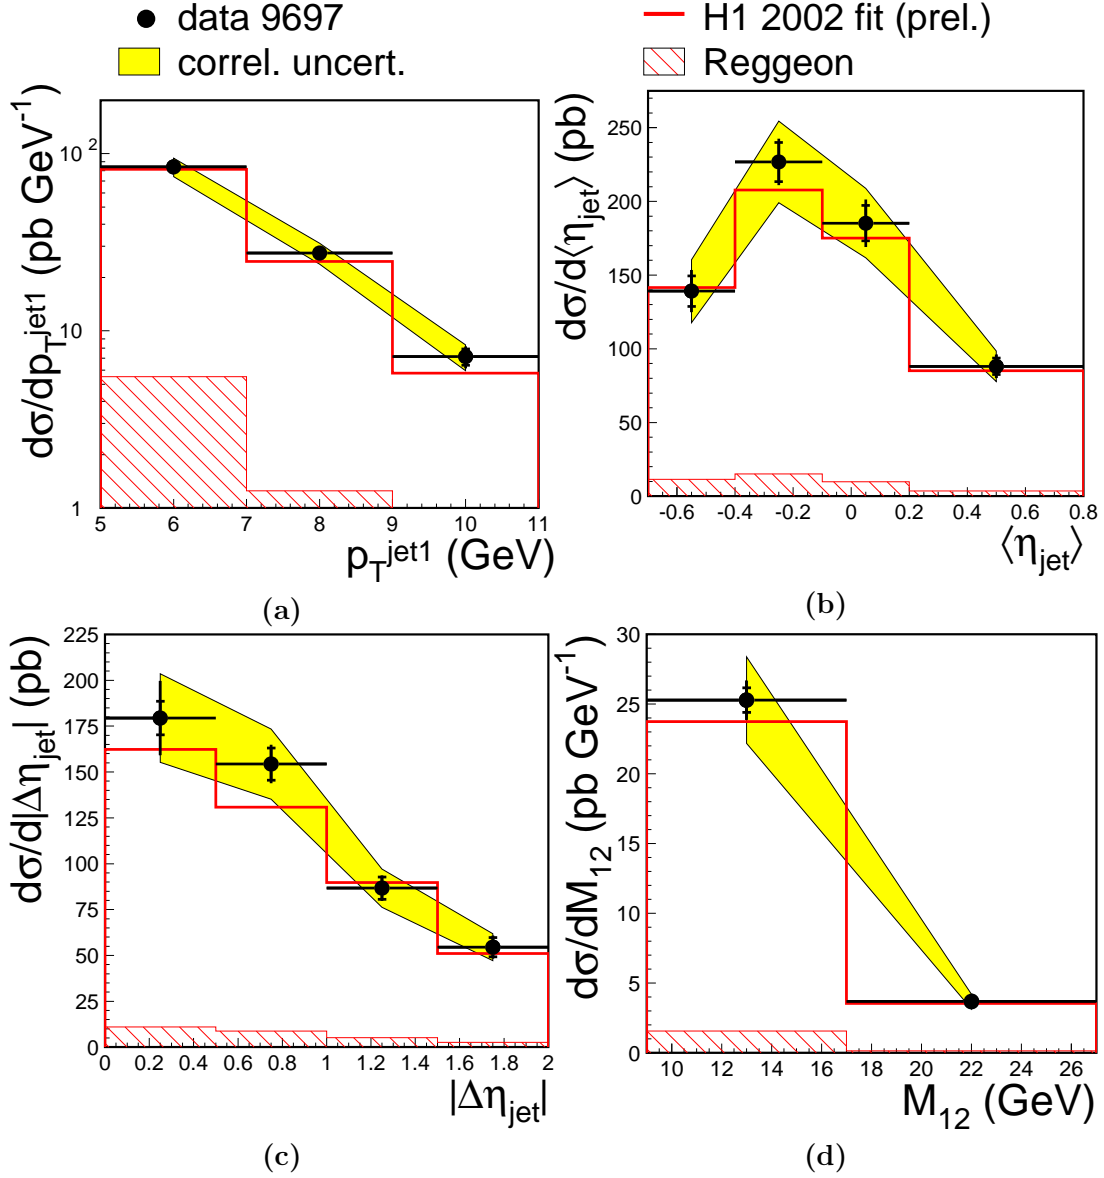 data 9697
H1 2002 fit (prel.)
correl. uncert.
Reggeon
dσ/dp_T^jet1 (pb GeV^-1)
10^2
10
1
5 6 7 8 9 10 11
p_T^jet1 (GeV)
(a)
dσ/d⟨η_jet⟩ (pb)
250
200
150
100
50
0
-0.6 -0.4 -0.2 0 0.2 0.4 0.6 0.8
⟨η_jet⟩
(b)
dσ/d|Δη_jet| (pb)
225
200
175
150
125
100
75
50
25
0
0 0.2 0.4 0.6 0.8 1 1.2 1.4 1.6 1.8 2
|Δη_jet|
(c)
dσ/dM_12 (pb GeV^-1)
30
25
20
15
10
5
0
10 12 14 16 18 20 22 24 26
M_12 (GeV)
(d)